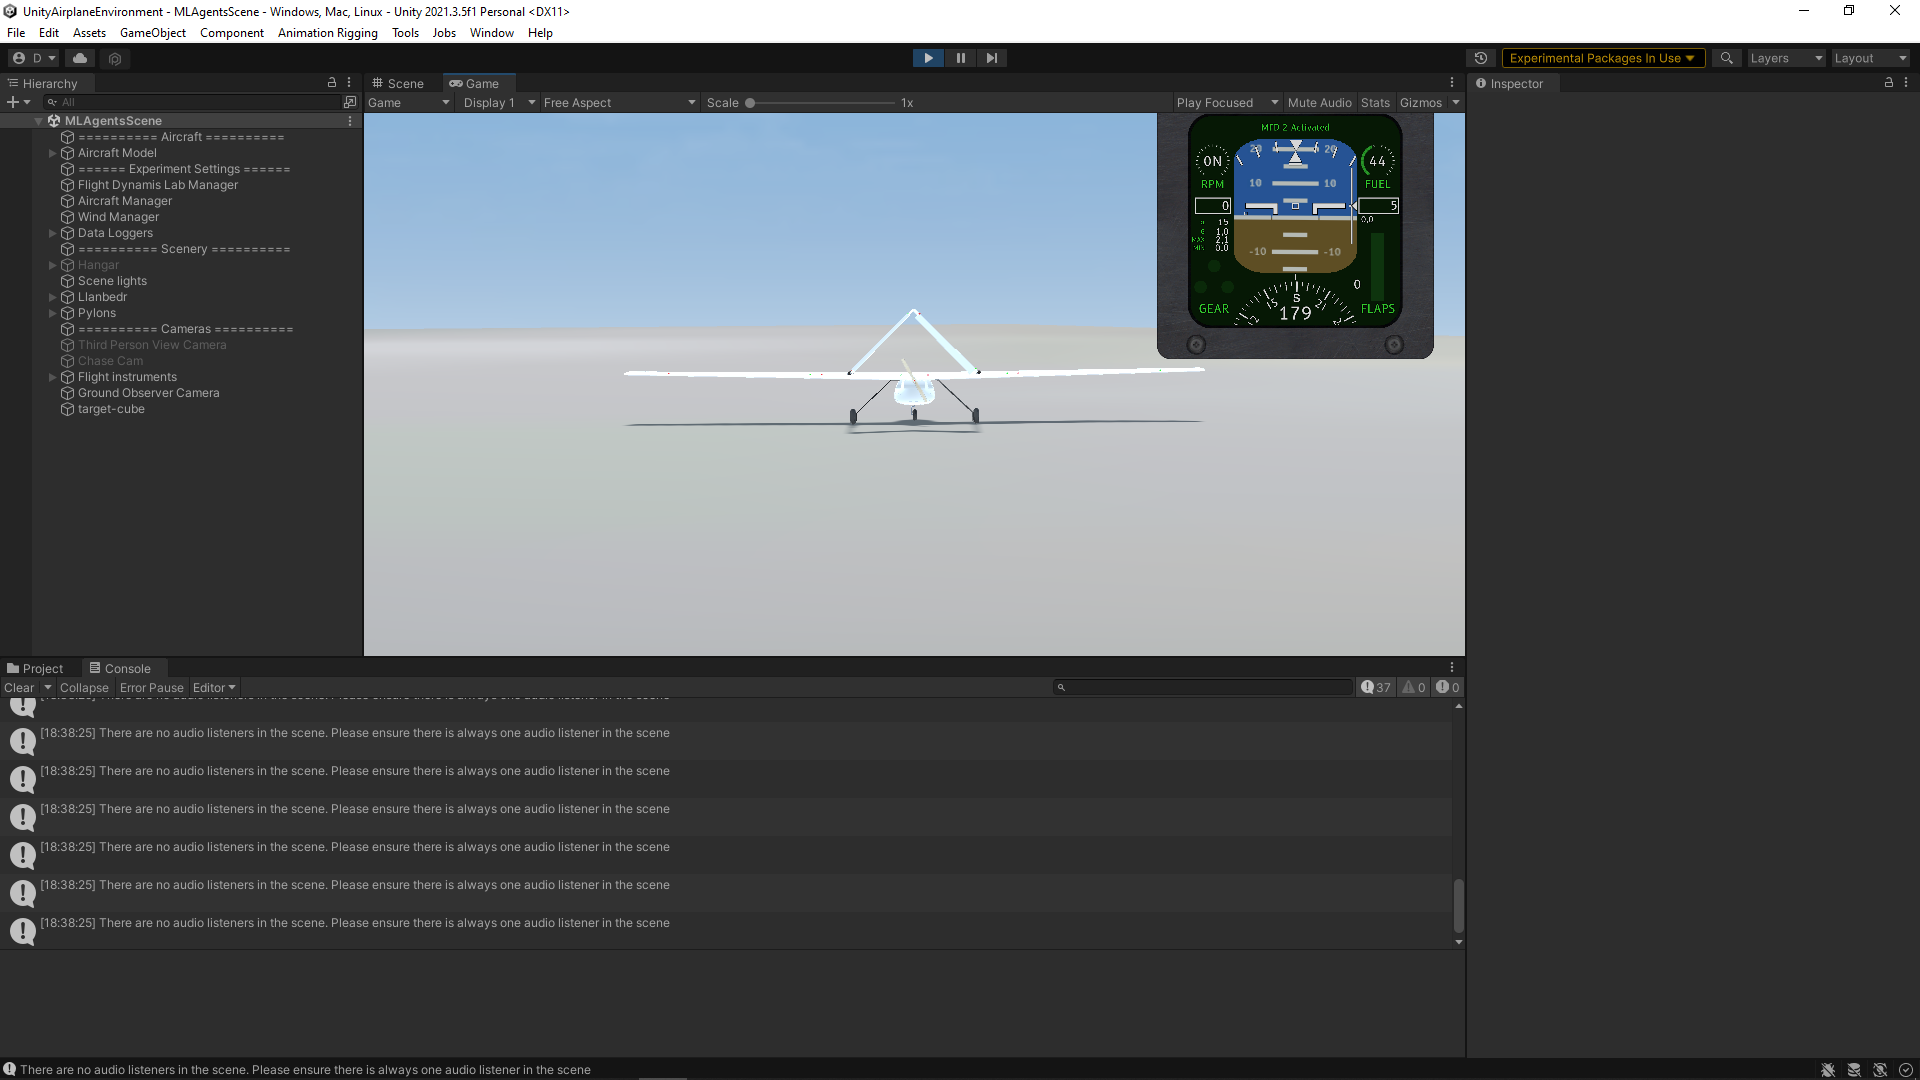 UnityAirplaneEnvironment - MLAgentsScene - Windows, Mac, Linux - Unity 2021.3.5f1 Personal <DX11>
File Edit Assets GameObject Component Animation Rigging Tools Jobs Window Help
D Experimental Packages In Use Layers Layout
Hierarchy Scene Game Inspector
All Game Display 1 Free Aspect Scale 1x Play Focused Mute Audio Stats Gizmos
MLAgentsScene
========== Aircraft ==========
Aircraft Model
====== Experiment Settings ======
Flight Dynamis Lab Manager
Aircraft Manager
Wind Manager
Data Loggers
========== Scenery ==========
Hangar
Scene lights
Llanbedr
Pylons
========== Cameras ==========
Third Person View Camera
Chase Cam
Flight instruments
Ground Observer Camera
target-cube
MFD 2 Activated
20 20
ON 44
RPM 10 10 FUEL
0 5
0,0
15
1.0
MAX 2.1
0.0
-10 -10
0
S
GEAR 179 FLAPS
Project Console
Clear Collapse Error Pause Editor 37 0 0
[18:38:25] There are no audio listeners in the scene. Please ensure there is always one audio listener in the scene
[18:38:25] There are no audio listeners in the scene. Please ensure there is always one audio listener in the scene
[18:38:25] There are no audio listeners in the scene. Please ensure there is always one audio listener in the scene
[18:38:25] There are no audio listeners in the scene. Please ensure there is always one audio listener in the scene
[18:38:25] There are no audio listeners in the scene. Please ensure there is always one audio listener in the scene
[18:38:25] There are no audio listeners in the scene. Please ensure there is always one audio listener in the scene
There are no audio listeners in the scene. Please ensure there is always one audio listener in the scene